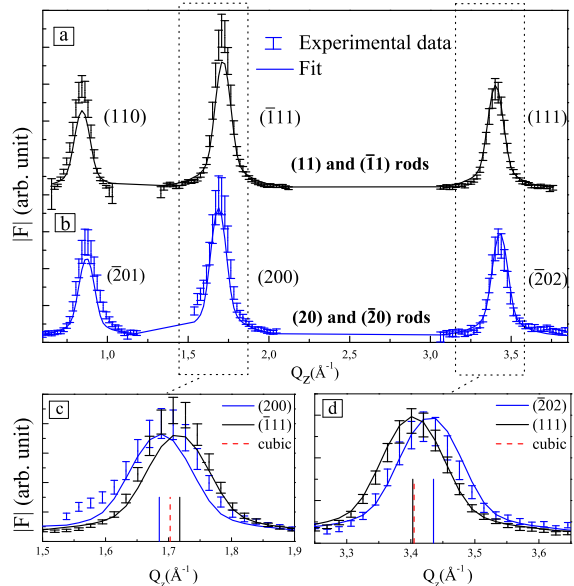 a
Experimental data
Fit
(110)
(1̄11)
(111)
(11) and (1̄1) rods
|F| (arb. unit)
b
(2̄01)
(200)
(2̄02)
(20) and (2̄0) rods
1,0 1,5 2,0 2,5 3,0 3,5
Q_Z(Å⁻¹)
c
(200)
(1̄11)
cubic
|F| (arb. unit)
1,5 1,6 1,7 1,8 1,9
Q_Z(Å⁻¹)
d
(2̄02)
(111)
cubic
3,3 3,4 3,5 3,6
Q_Z(Å⁻¹)